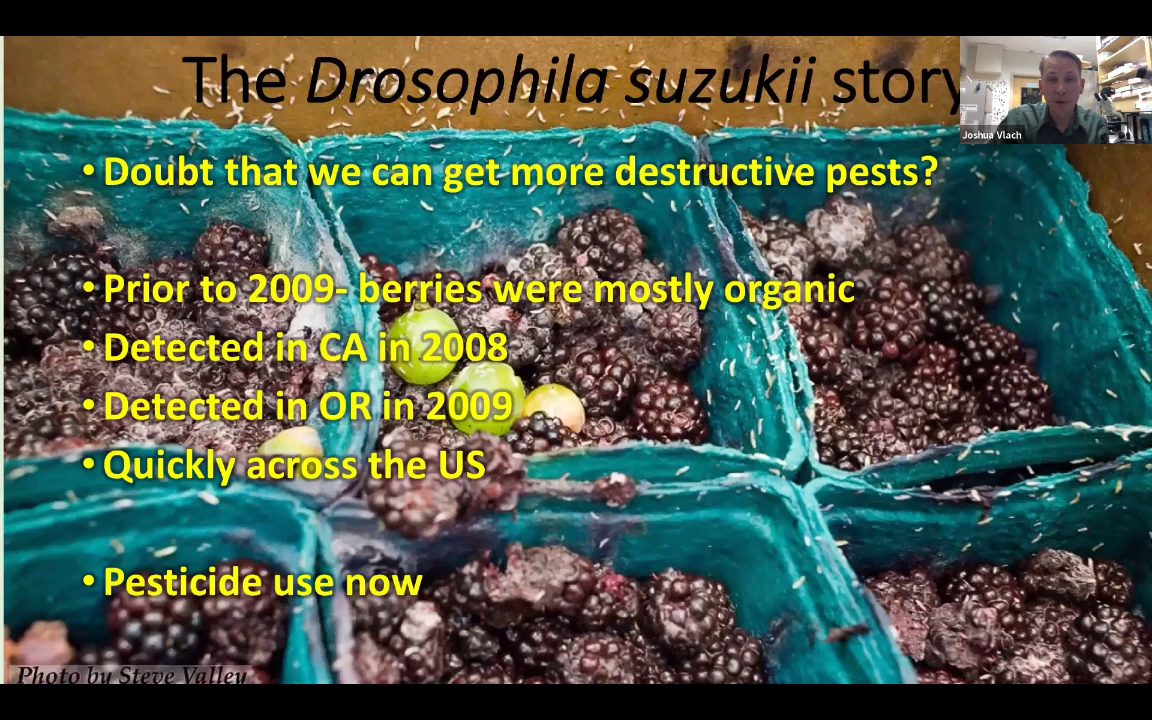 The Drosophila suzukii story
Joshua Vlach
• Doubt that we can get more destructive pests?
• Prior to 2009- berries were mostly organic
• Detected in CA in 2008
• Detected in OR in 2009
• Quickly across the US
• Pesticide use now
Photo by Steve Valley